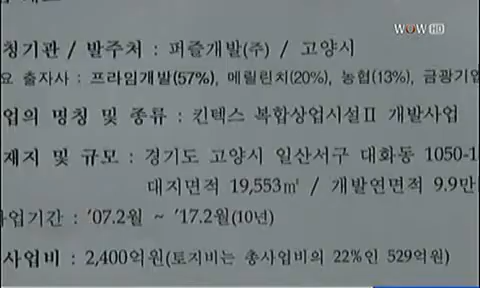 WOW HD
청기관 / 발주처 : 퍼즐개발(주) / 고양시
요 출자사 : 프라임개발(57%), 메릴린치(20%), 농협(13%), 금광기업
업의 명칭 및 종류 : 킨텍스 복합상업시설Ⅱ 개발사업
재지 및 규모 : 경기도 고양시 일산서구 대화동 1050-1
대지면적 19,553㎡ / 개발연면적 9.9만
사업기간 : '07.2월 ~ '17.2월(10년)
사업비 : 2,400억원(토지비는 총사업비의 22%인 529억원)